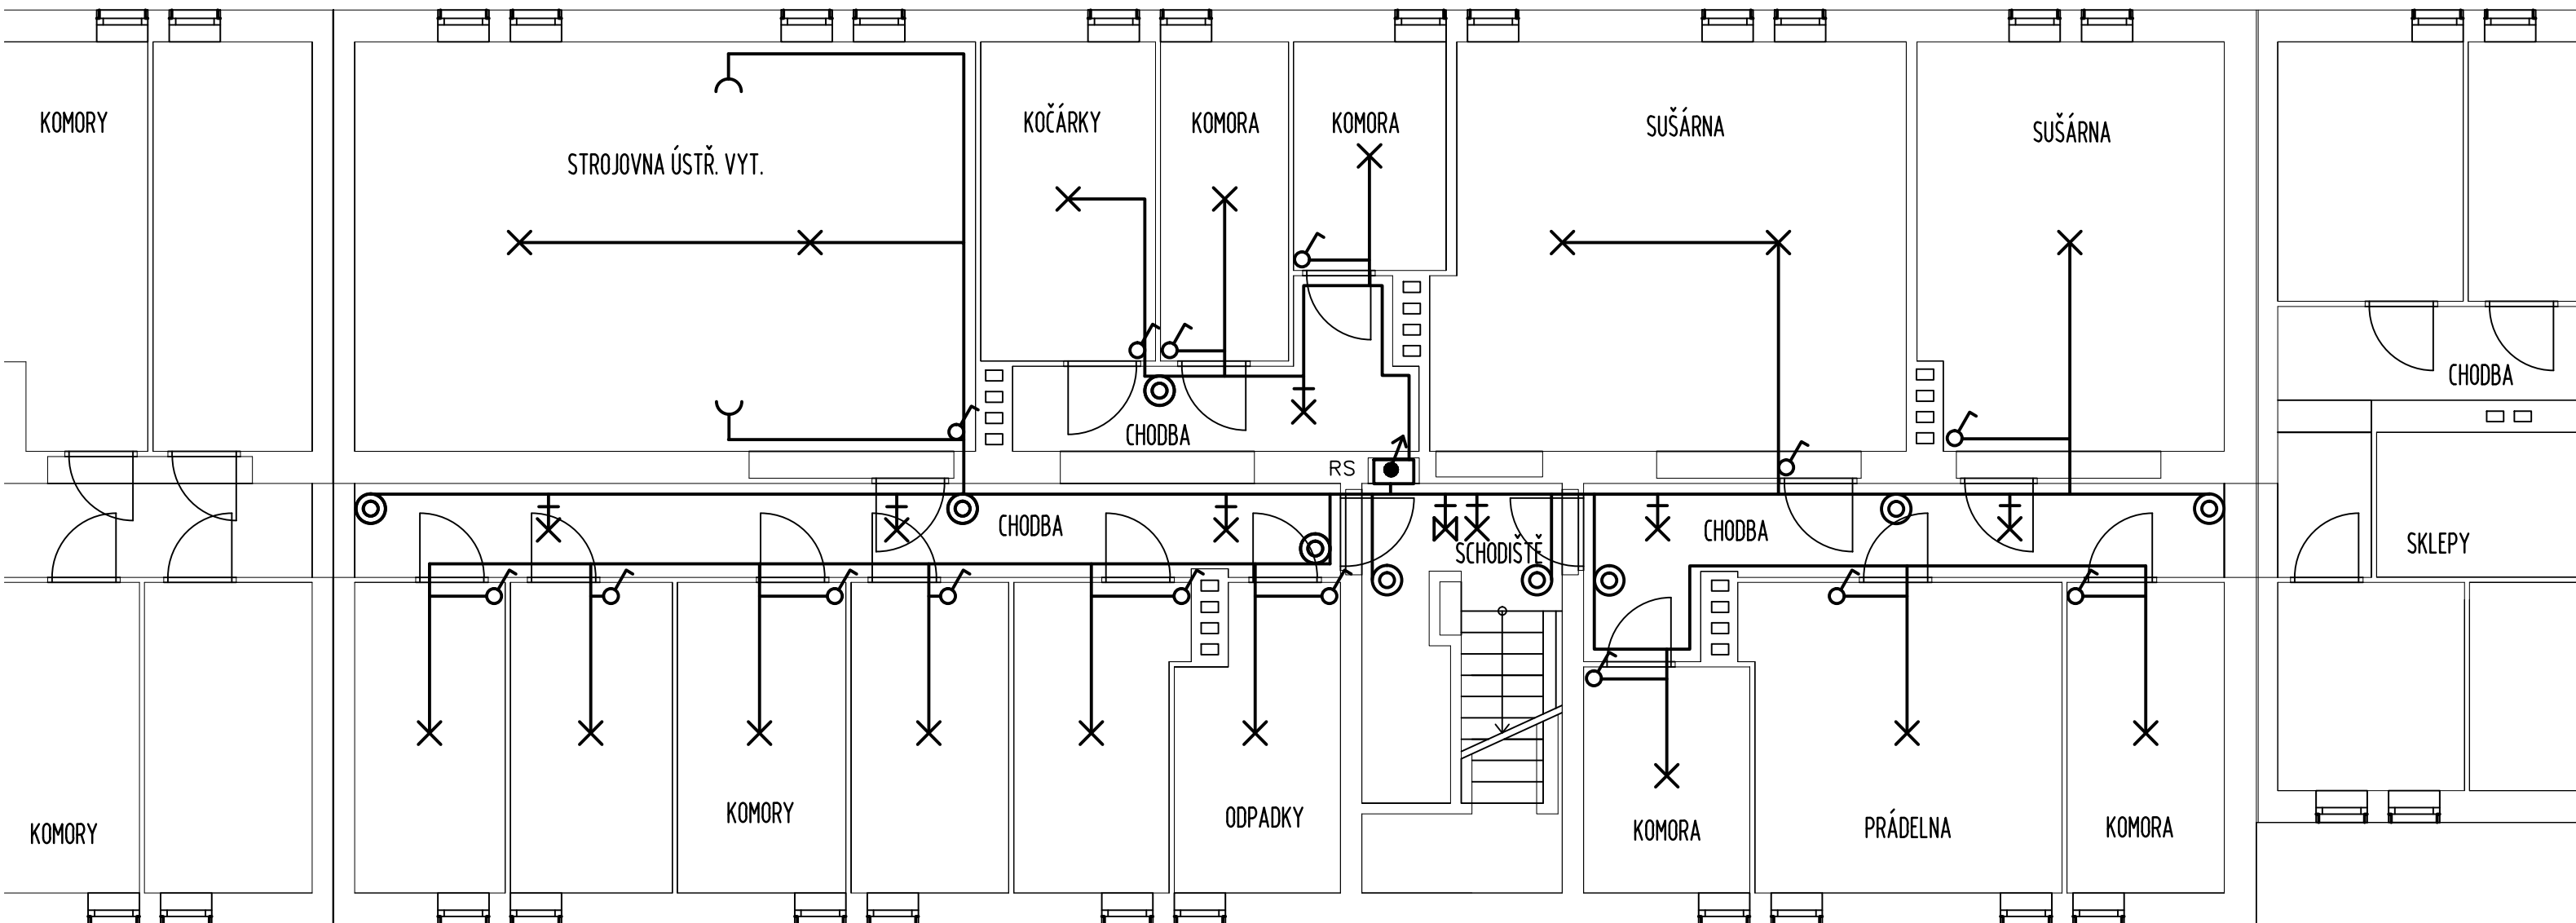 KOMORY
STROJOVNA ÚSTŘ. VYT.
KOČÁRKY
KOMORA
KOMORA
SUŠÁRNA
SUŠÁRNA
CHODBA
CHODBA
RS
CHODBA
SCHODIŠTĚ
CHODBA
SKLEPY
KOMORY
KOMORY
ODPADKY
KOMORA
PRÁDELNA
KOMORA